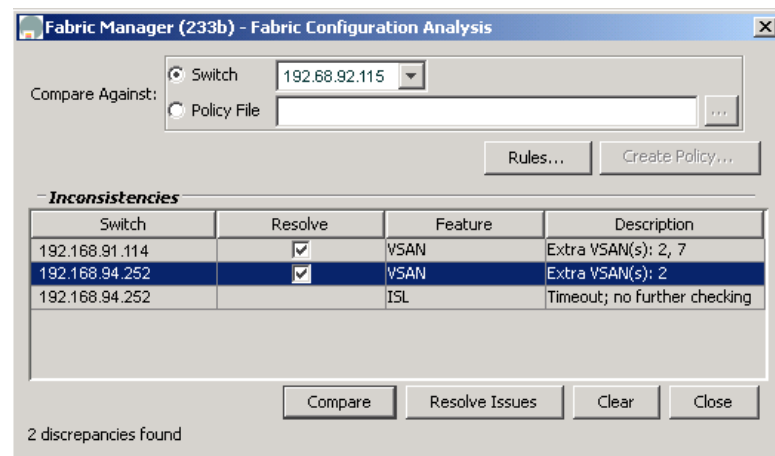 Fabric Manager (233b) - Fabric Configuration Analysis
Compare Against:
Switch 192.68.92.115
Policy File ...
Rules... Create Policy...
Inconsistencies
Switch Resolve Feature Description
192.168.91.114 VSAN Extra VSAN(s): 2, 7
192.168.94.252 VSAN Extra VSAN(s): 2
192.168.94.252 ISL Timeout; no further checking
Compare Resolve Issues Clear Close
2 discrepancies found